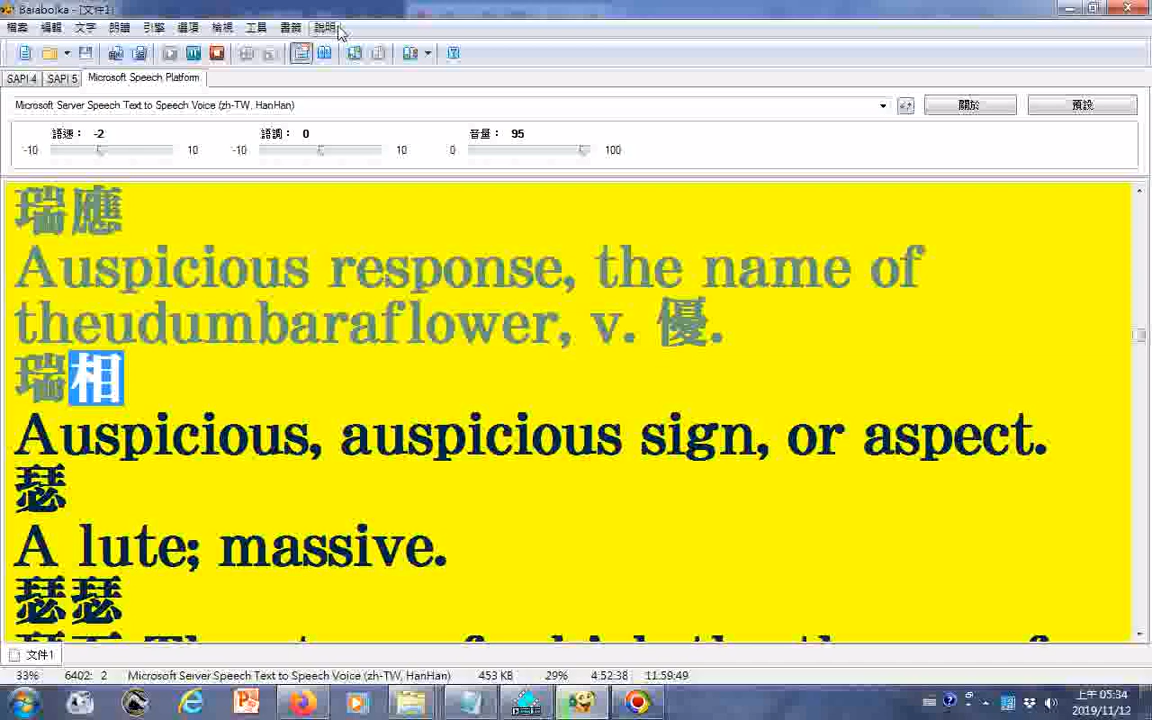 Balabolka - [文件1]
檔案 編輯 文字 朗讀 引擎 選項 檢視 工具 書籤 說明
SAPI 4 SAPI 5 Microsoft Speech Platform
Microsoft Server Speech Text to Speech Voice (zh-TW, HanHan) 關於 預設
語速： -2 語調： 0 音量： 95
-10 10 -10 10 0 100
瑞應
Auspicious response, the name of
theudumbaraflower, v. 優.
瑞相
Auspicious, auspicious sign, or aspect.
瑟
A lute; massive.
瑟瑟
文件1
33% 6402: 2 Microsoft Server Speech Text to Speech Voice (zh-TW, HanHan) 453 KB 29% 4:52:38 11:59:49
上午 05:34
2019/11/12